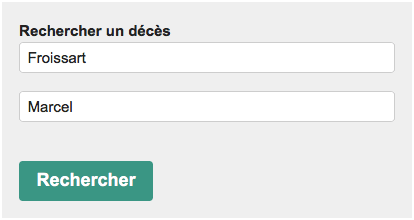 Rechercher un décès
Froissart
Marcel
Rechercher